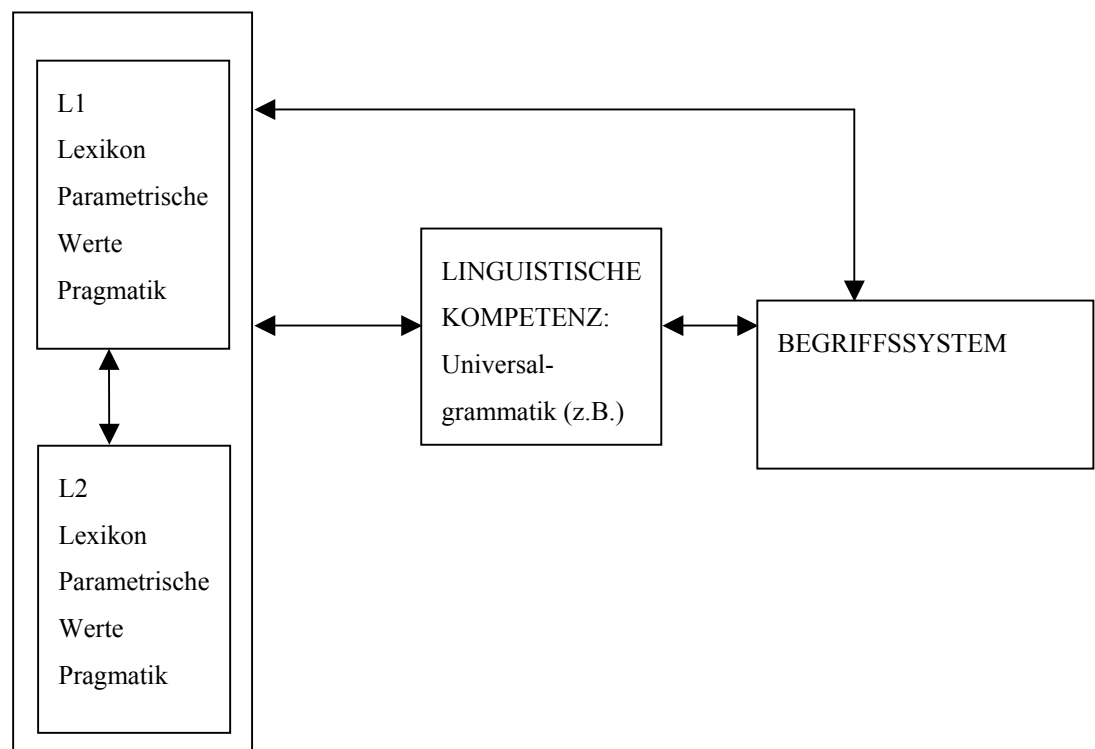 L1
Lexikon
Parametrische
Werte
Pragmatik
L2
Lexikon
Parametrische
Werte
Pragmatik
LINGUISTISCHE
KOMPETENZ:
Universal-
grammatik (z.B.)
BEGRIFFSSYSTEM